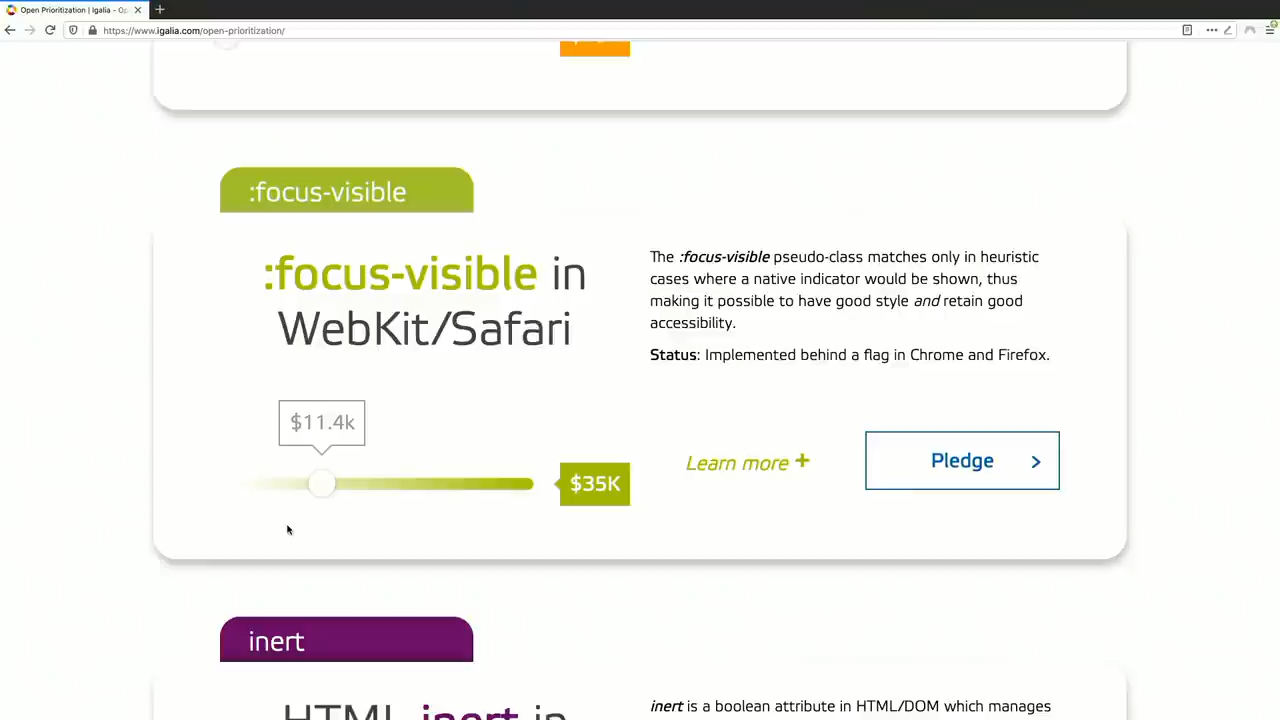 Open Prioritization | Igalia - Op
https://www.igalia.com/open-prioritization/
:focus-visible
:focus-visible in
WebKit/Safari
The :focus-visible pseudo-class matches only in heuristic
cases where a native indicator would be shown, thus
making it possible to have good style and retain good
accessibility.
Status: Implemented behind a flag in Chrome and Firefox.
$11.4k
$35K
Learn more +
Pledge
inert
HTML inert in
inert is a boolean attribute in HTML/DOM which manages